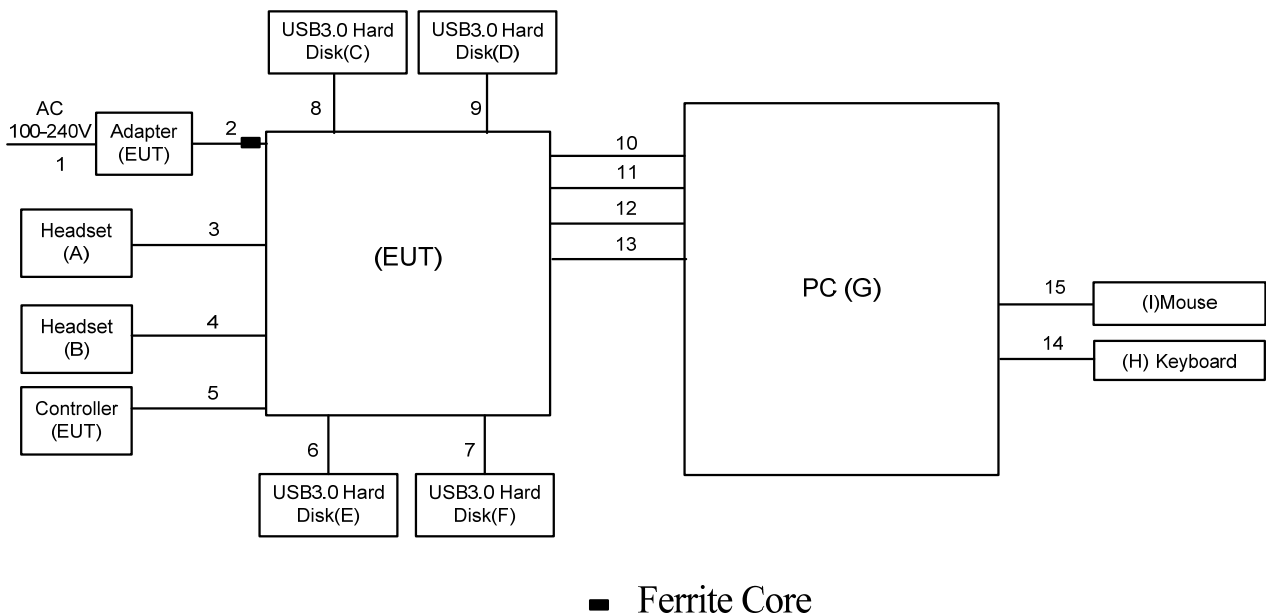 USB3.0 Hard
Disk(C)
USB3.0 Hard
Disk(D)
8
9
AC
100-240V
1
Adapter
(EUT)
2
Headset
(A)
3
Headset
(B)
4
Controller
(EUT)
5
(EUT)
10
11
12
13
PC (G)
15
(I)Mouse
14
(H) Keyboard
6
7
USB3.0 Hard
Disk(E)
USB3.0 Hard
Disk(F)
Ferrite Core